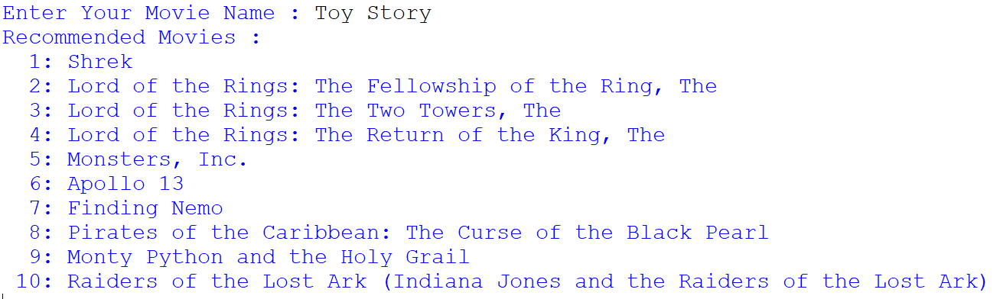 Enter Your Movie Name : Toy Story
Recommended Movies :
1: Shrek
2: Lord of the Rings: The Fellowship of the Ring, The
3: Lord of the Rings: The Two Towers, The
4: Lord of the Rings: The Return of the King, The
5: Monsters, Inc.
6: Apollo 13
7: Finding Nemo
8: Pirates of the Caribbean: The Curse of the Black Pearl
9: Monty Python and the Holy Grail
10: Raiders of the Lost Ark (Indiana Jones and the Raiders of the Lost Ark)